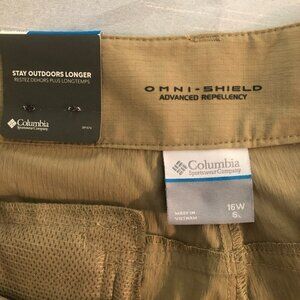 STAY OUTDOORS LONGER
RESTEZ DEHORS PLUS LONGTEMPS
Columbia
Sportswear Company
OMNI-SHIELD
ADVANCED REPELLENCY
Columbia
Sportswear Company
MADE IN
VIETNAM
16W